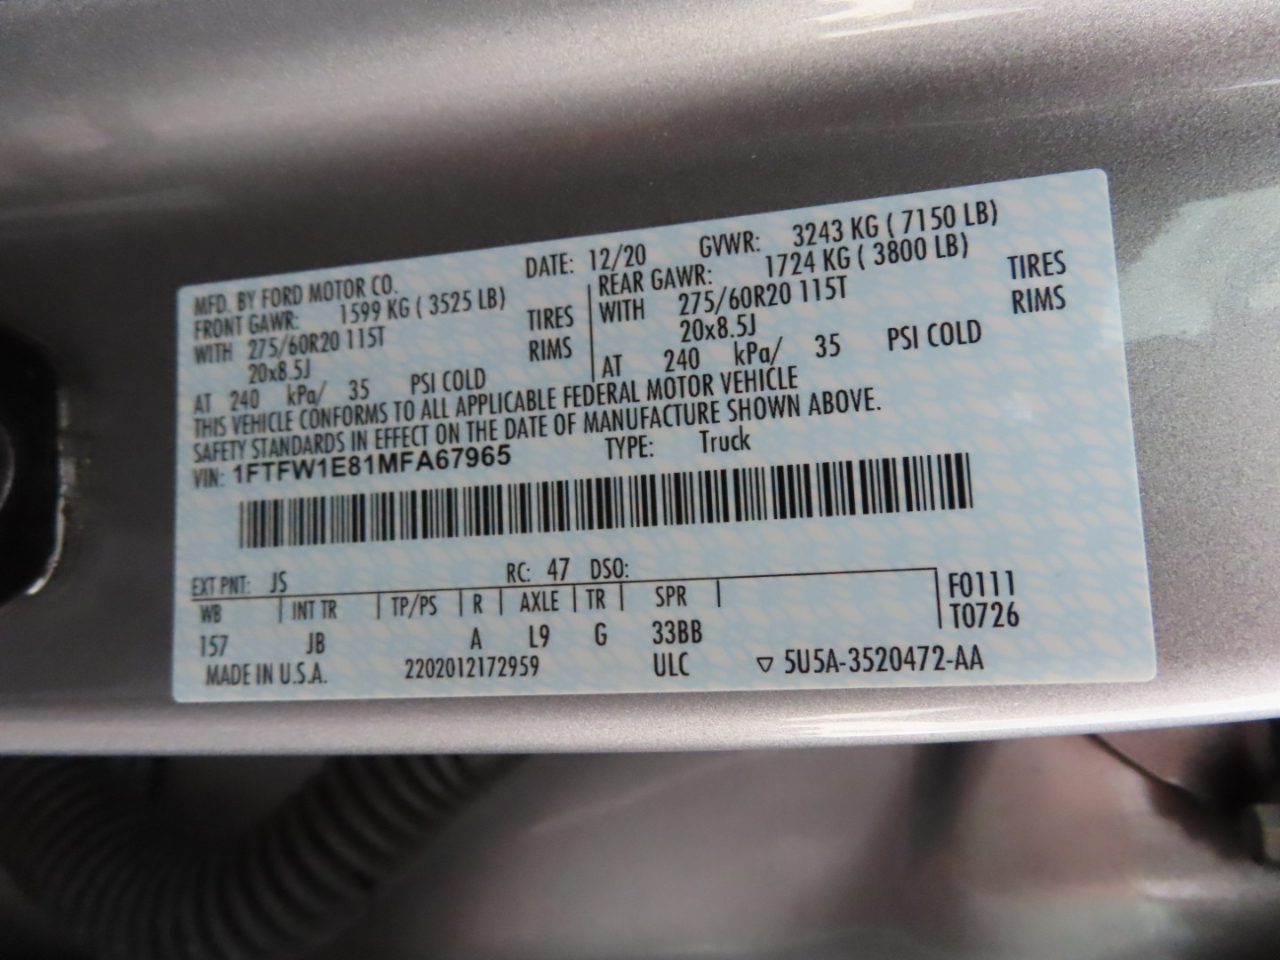 MFD. BY FORD MOTOR CO. DATE: 12/20 GVWR: 3243 KG ( 7150 LB)
FRONT GAWR: 1599 KG ( 3525 LB) REAR GAWR: 1724 KG ( 3800 LB)
WITH 275/60R20 115T TIRES WITH 275/60R20 115T TIRES
20x8.5J RIMS 20x8.5J RIMS
AT 240 kPa/ 35 PSI COLD AT 240 kPa/ 35 PSI COLD
THIS VEHICLE CONFORMS TO ALL APPLICABLE FEDERAL MOTOR VEHICLE
SAFETY STANDARDS IN EFFECT ON THE DATE OF MANUFACTURE SHOWN ABOVE.
VIN: 1FTFW1E81MFA67965 TYPE: Truck
EXT PNT: JS RC: 47 DSO:
WB INT TR TP/PS R AXLE TR SPR F0111
157 JB A L9 G 33BB T0726
MADE IN U.S.A. 2202012172959 ULC ▽ 5U5A-3520472-AA